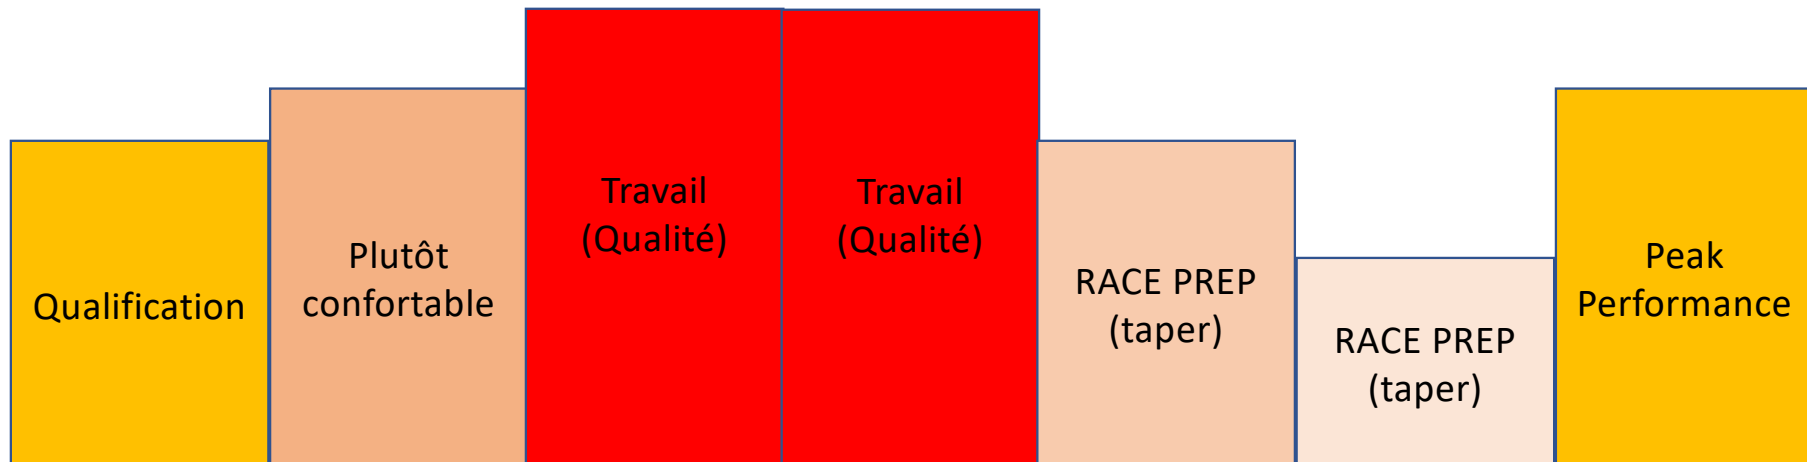 Qualification
Plutôt
confortable
Travail
(Qualité)
Travail
(Qualité)
RACE PREP
(taper)
RACE PREP
(taper)
Peak
Performance